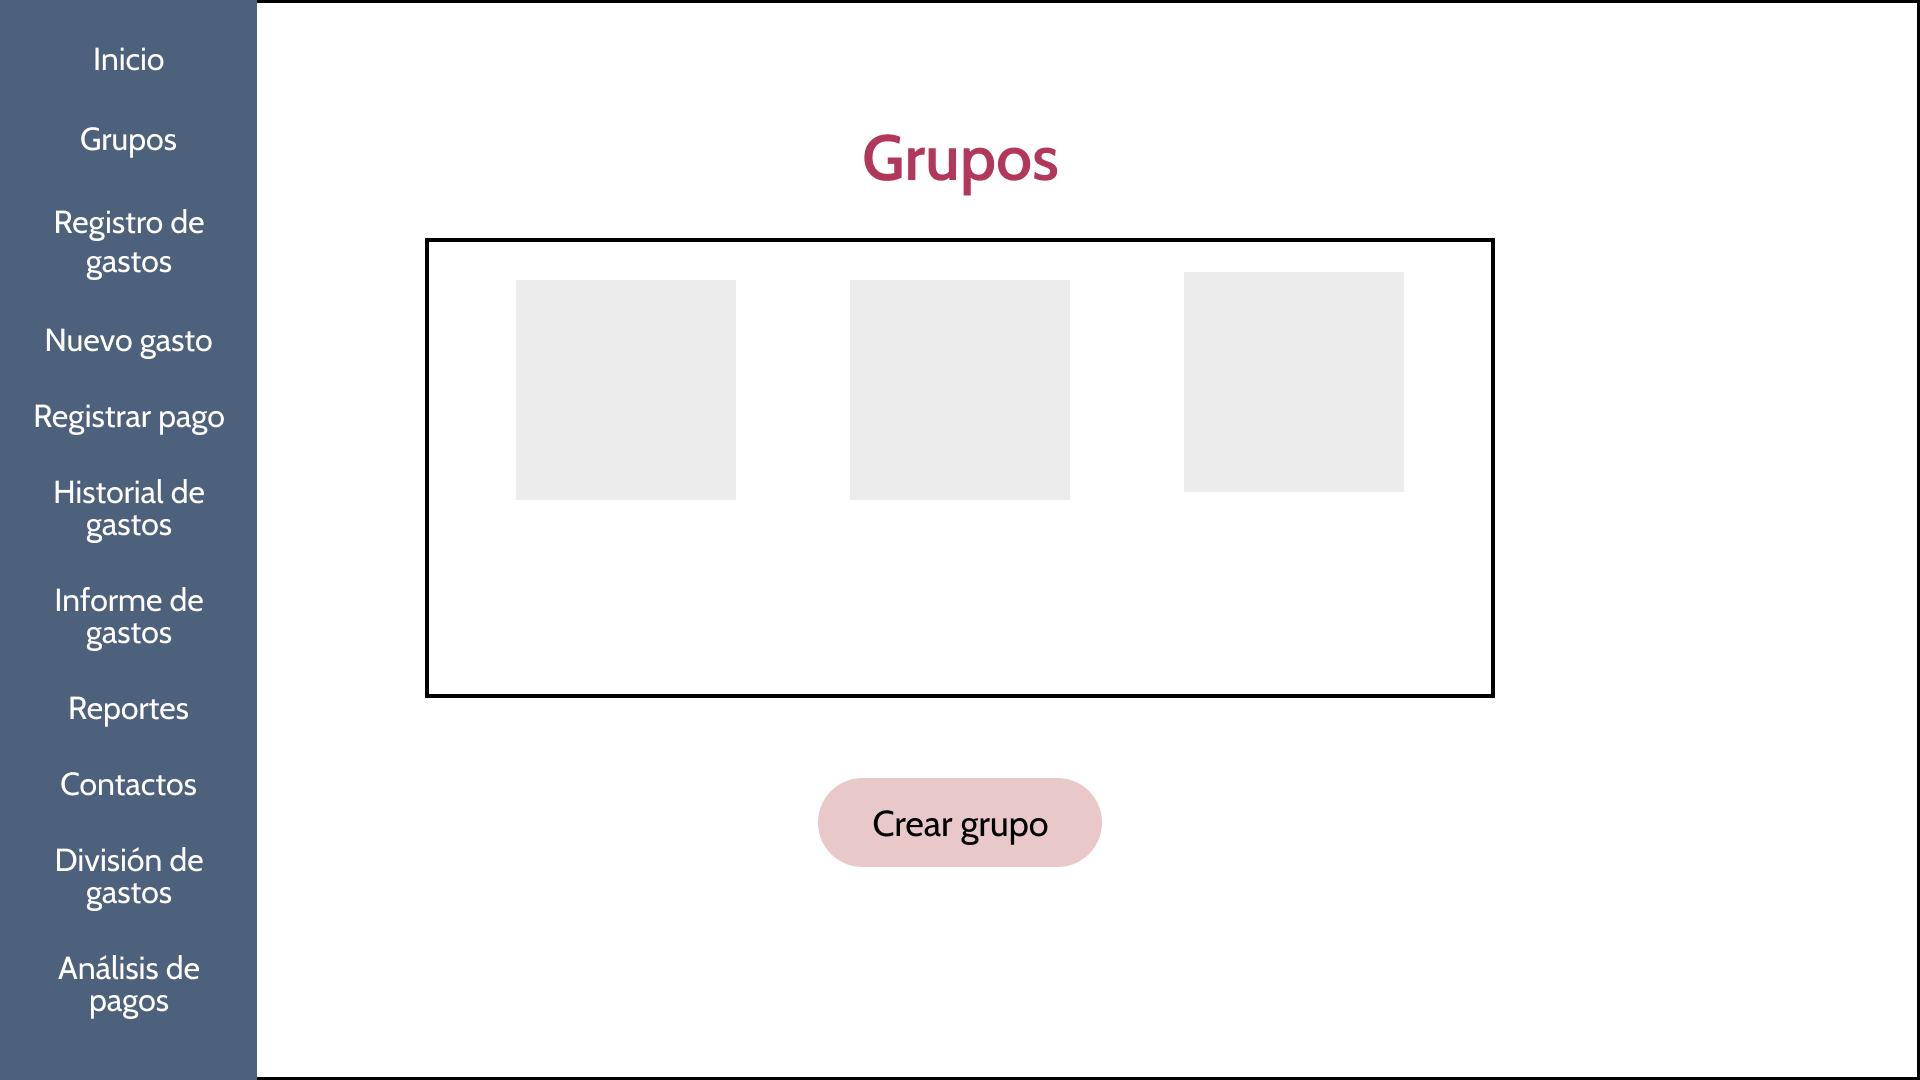 Inicio
Grupos
Registro de
gastos
Nuevo gasto
Registrar pago
Historial de
gastos
Informe de
gastos
Reportes
Contactos
División de
gastos
Análisis de
pagos
Grupos
Crear grupo